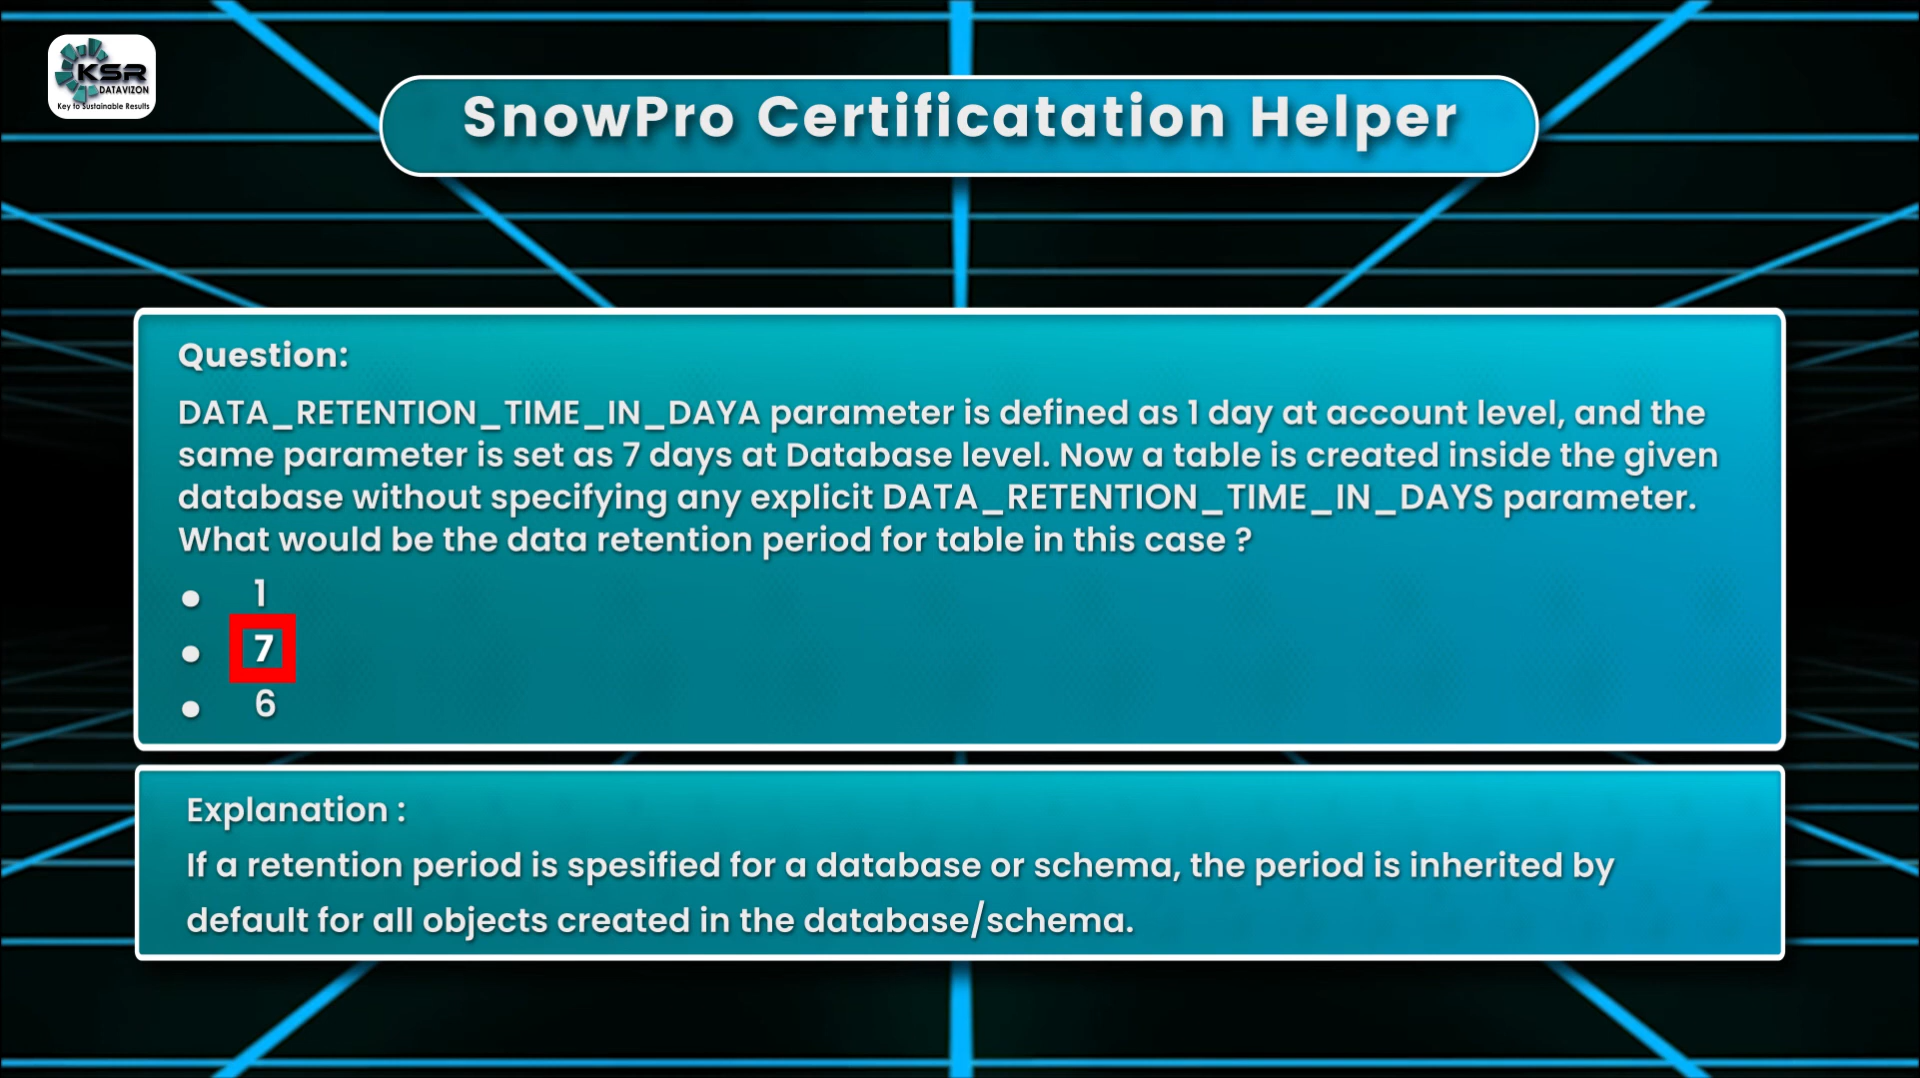 KSR
DATAVIZON
Key to Sustainable Results
SnowPro Certificatation Helper
Question:
DATA_RETENTION_TIME_IN_DAYA parameter is defined as 1 day at account level, and the
same parameter is set as 7 days at Database level. Now a table is created inside the given
database without specifying any explicit DATA_RETENTION_TIME_IN_DAYS parameter.
What would be the data retention period for table in this case ?
● 1
● 7
● 6
Explanation :
If a retention period is spesified for a database or schema, the period is inherited by
default for all objects created in the database/schema.